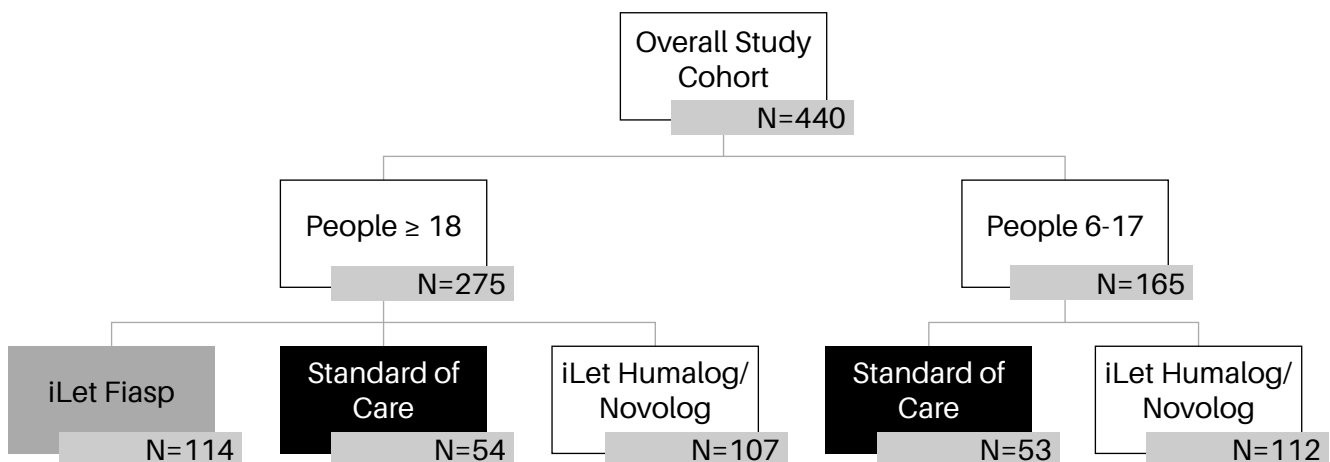 Overall Study
Cohort
N=440
People ≥ 18
N=275
People 6-17
N=165
iLet Fiasp
N=114
Standard of
Care
N=54
iLet Humalog/
Novolog
N=107
Standard of
Care
N=53
iLet Humalog/
Novolog
N=112